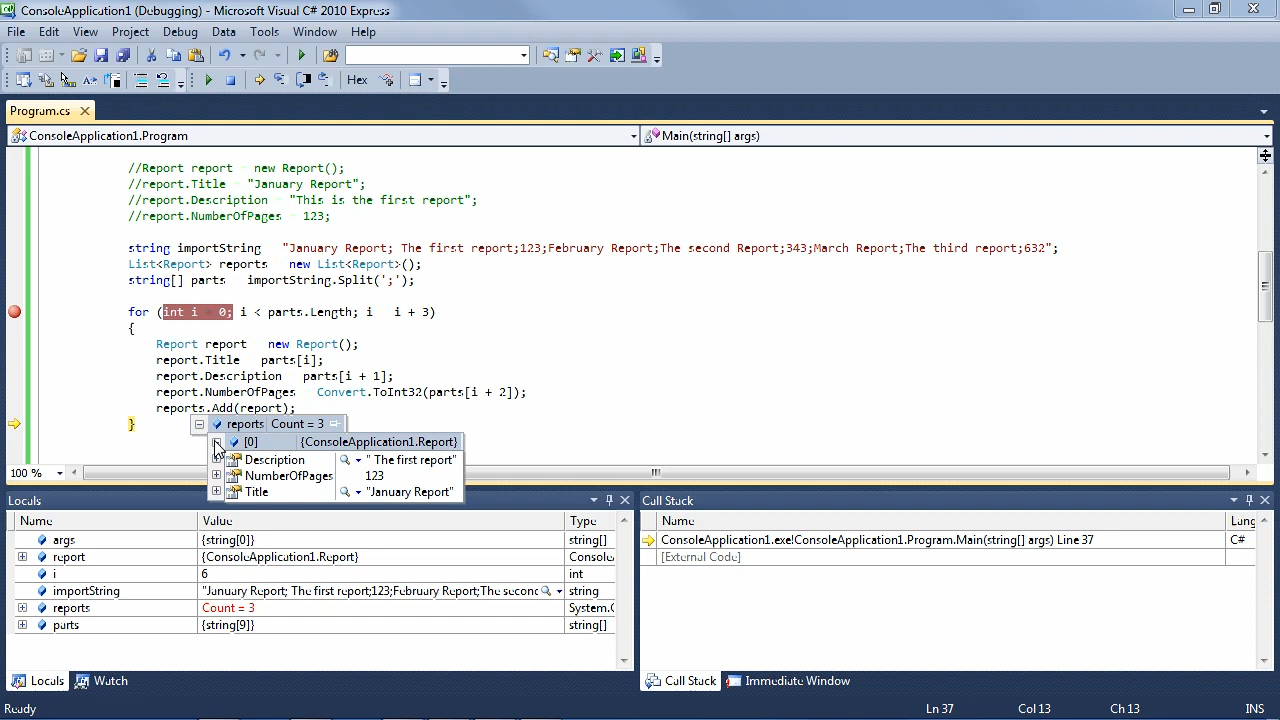 ConsoleApplication1 (Debugging) - Microsoft Visual C# 2010 Express
File Edit View Project Debug Data Tools Window Help
Hex
Program.cs
ConsoleApplication1.Program
Main(string[] args)
//Report report = new Report();
//report.Title = "January Report";
//report.Description = "This is the first report";
//report.NumberOfPages = 123;
string importString "January Report; The first report;123;February Report;The second Report;343;March Report;The third report;632";
List<Report> reports new List<Report>();
string[] parts importString.Split(';');
for (int i = 0; i < parts.Length; i i + 3)
{
Report report new Report();
report.Title parts[i];
report.Description parts[i + 1];
report.NumberOfPages Convert.ToInt32(parts[i + 2]);
reports.Add(report);
}
reports Count = 3
[0] {ConsoleApplication1.Report}
Description " The first report"
NumberOfPages 123
Title "January Report"
100 %
Locals
Name Value Type
args {string[0]} string[]
report {ConsoleApplication1.Report} Console
i 6 int
importString "January Report; The first report;123;February Report;The second string
reports Count = 3 System.C
parts {string[9]} string[]
Locals Watch
Call Stack
Name Lang
ConsoleApplication1.exe!ConsoleApplication1.Program.Main(string[] args) Line 37 C#
[External Code]
Call Stack Immediate Window
Ready Ln 37 Col 13 Ch 13 INS